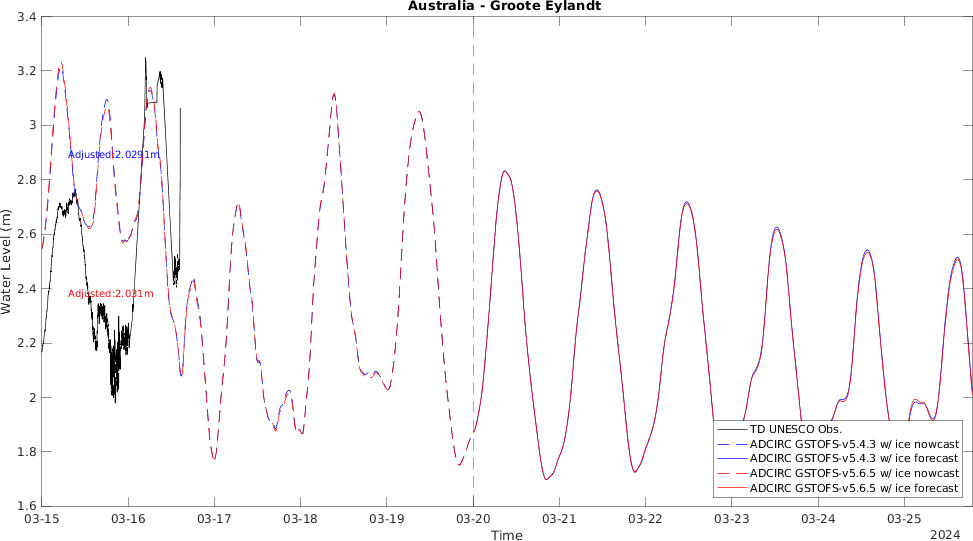 Australia - Groote Eylandt
3.4
3.2
3
2.8
2.6
2.4
2.2
2
1.8
1.6
Water Level (m)
Adjusted:2.0291m
Adjusted:2.031m
TD UNESCO Obs.
ADCIRC GSTOFS-v5.4.3 w/ ice nowcast
ADCIRC GSTOFS-v5.4.3 w/ ice forecast
ADCIRC GSTOFS-v5.6.5 w/ ice nowcast
ADCIRC GSTOFS-v5.6.5 w/ ice forecast
03-15 03-16 03-17 03-18 03-19 03-20 03-21 03-22 03-23 03-24 03-25
Time
2024